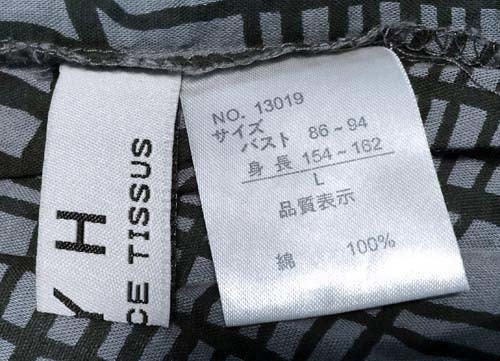 NO. 13019
サイズ
バスト 86～94
身長 154～162
L
品質表示
綿 100%
H
CE TISSUS